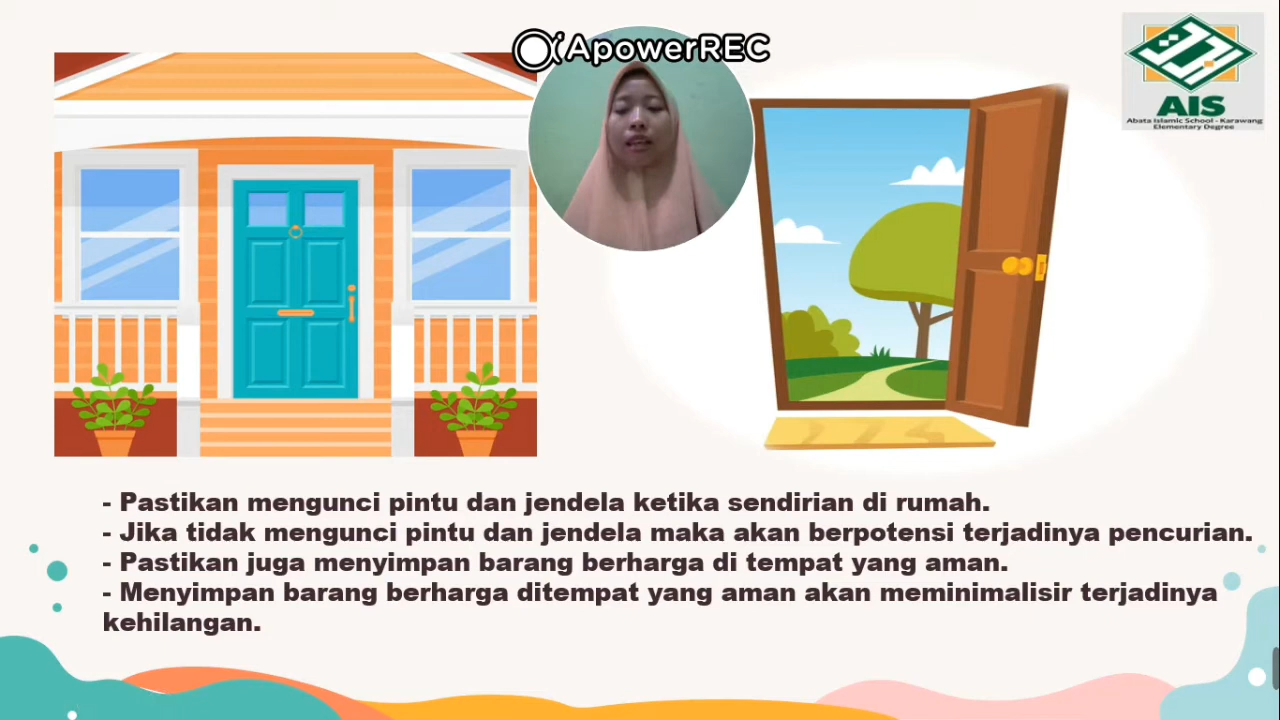 ApowerREC
AIS
Abata Islamic School - Karawang
Elementary Degree
- Pastikan mengunci pintu dan jendela ketika sendirian di rumah.
- Jika tidak mengunci pintu dan jendela maka akan berpotensi terjadinya pencurian.
- Pastikan juga menyimpan barang berharga di tempat yang aman.
- Menyimpan barang berharga ditempat yang aman akan meminimalisir terjadinya
kehilangan.